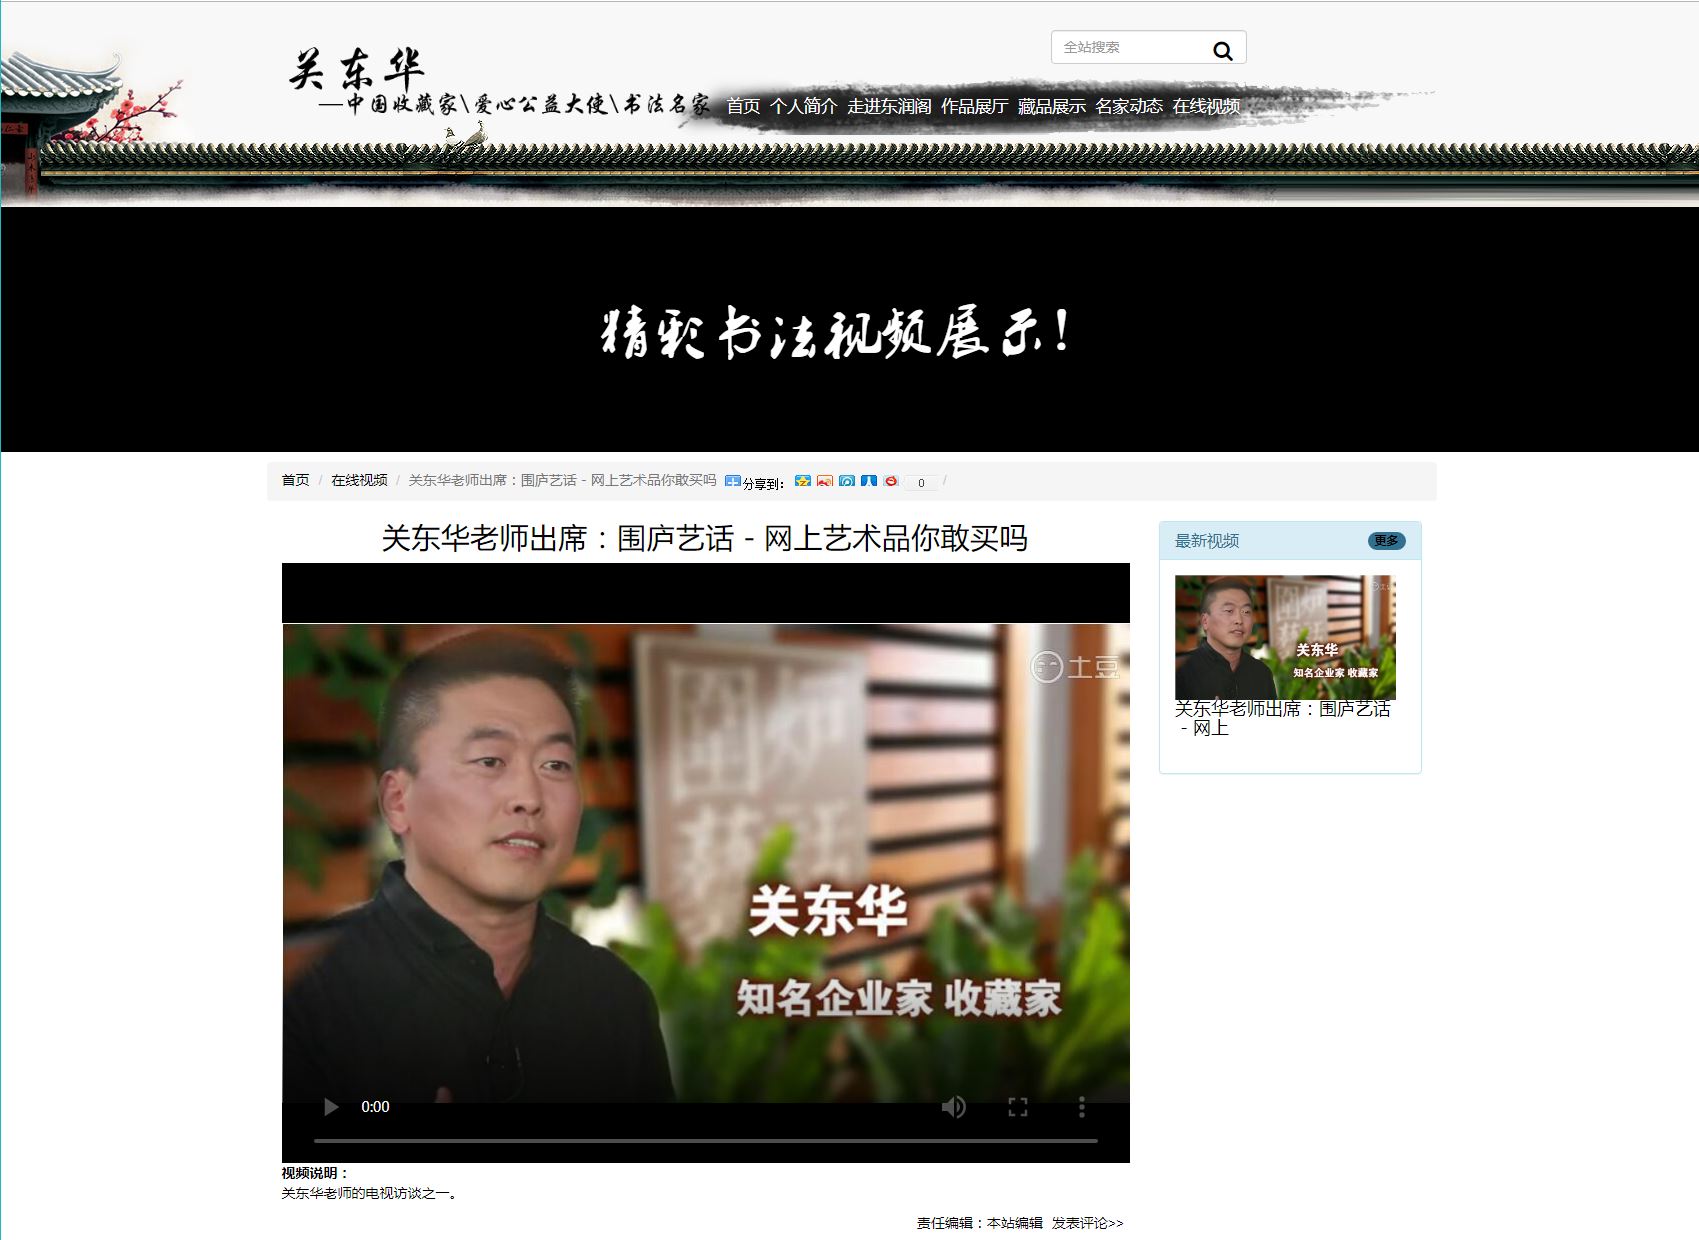 全站搜索
关东华
—中国收藏家\爱心公益大使\书法名家
首页 个人简介 走进东润阁 作品展厅 藏品展示 名家动态 在线视频
精彩书法视频展示!
首页 / 在线视频 / 关东华老师出席：围庐艺话 - 网上艺术品你敢买吗 分享到： 0 /
关东华老师出席：围庐艺话 - 网上艺术品你敢买吗
土豆
围炉
艺话
关东华
知名企业家 收藏家
0:00
视频说明：
关东华老师的电视访谈之一。
责任编辑：本站编辑 发表评论>>
最新视频 更多
关东华
知名企业家 收藏家
关东华老师出席：围庐艺话
- 网上